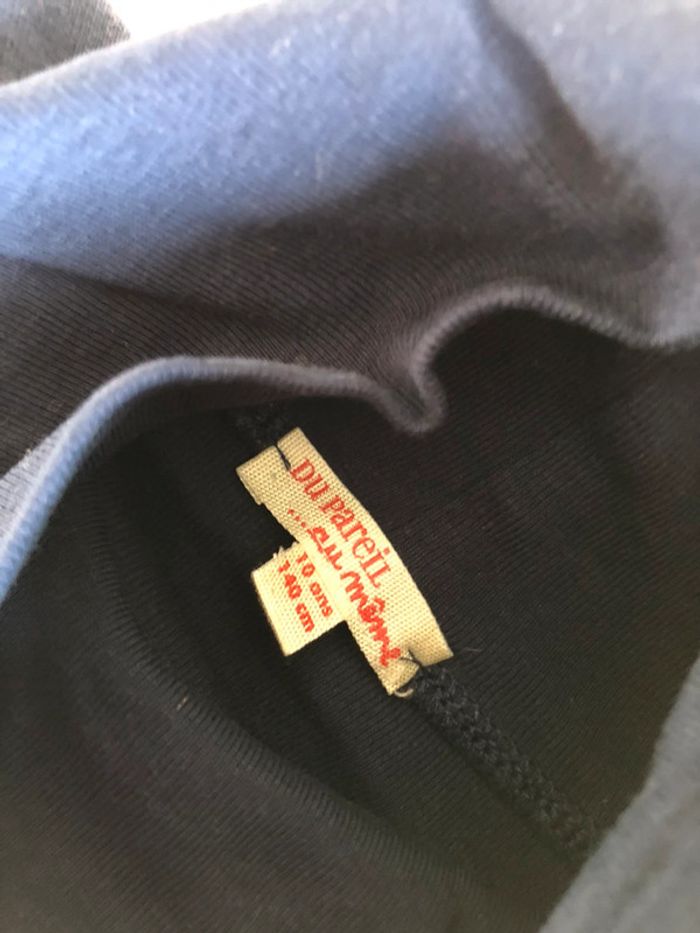 DU PAREIL
...au même
10 ans
140 cm